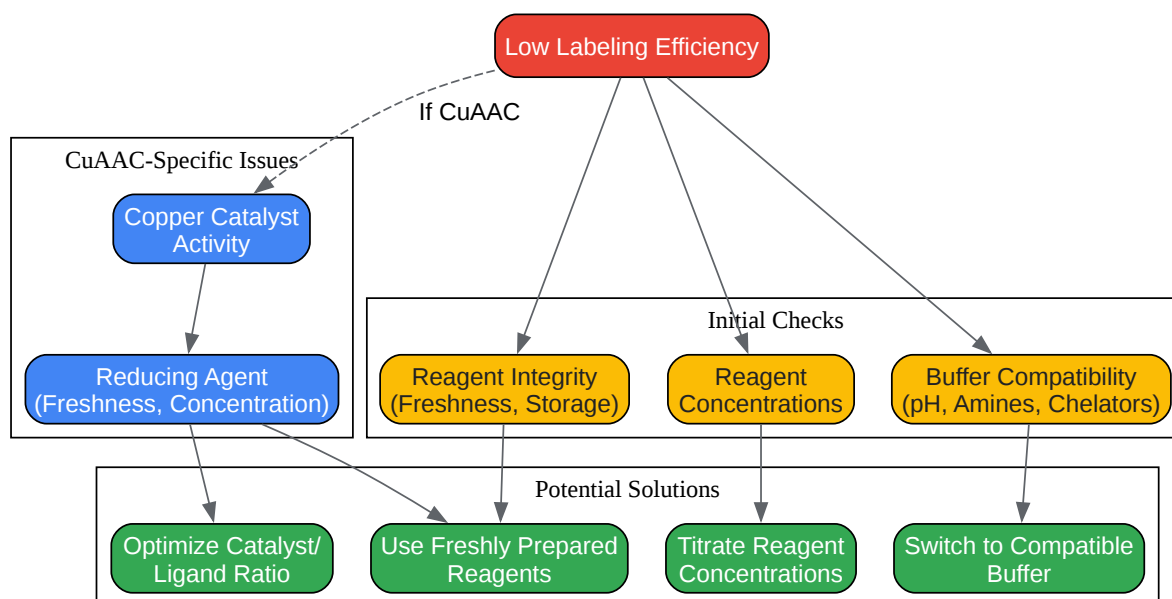 Low Labeling Efficiency
If CuAAC
CuAAC-Specific Issues
Copper Catalyst
Activity
Initial Checks
Reducing Agent
(Freshness, Concentration)
Reagent Integrity
(Freshness, Storage)
Reagent
Concentrations
Buffer Compatibility
(pH, Amines, Chelators)
Potential Solutions
Optimize Catalyst/
Ligand Ratio
Use Freshly Prepared
Reagents
Titrate Reagent
Concentrations
Switch to Compatible
Buffer